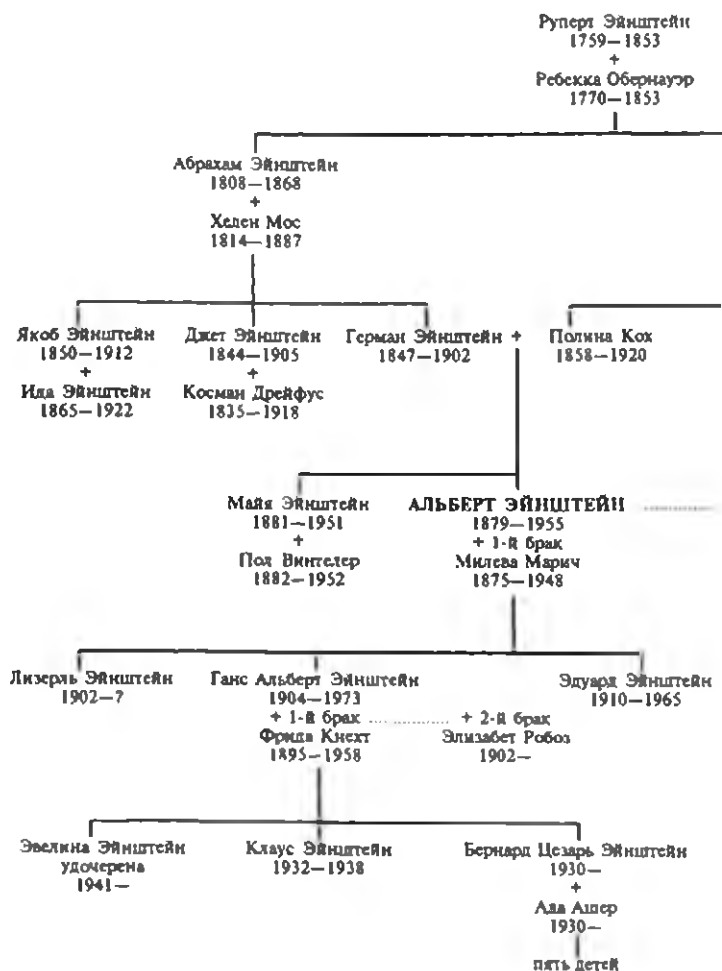 Руперт Эйнштейн
1759—1853
+
Ребекка Обернауэр
1770—1853
Абрахам Эйнштейн
1808—1868
+
Хелен Мос
1814—1887
Якоб Эйнштейн
1850—1912
+
Ида Эйнштейн
1865—1922
Джет Эйнштейн
1844—1905
+
Косман Дрейфус
1835—1918
Герман Эйнштейн +
1847—1902
Полина Кох
1858—1920
Майя Эйнштейн
1881—1951
+
Пол Винтелер
1882—1952
АЛЬБЕРТ ЭЙНШТЕЙН
1879—1955
+ 1-й брак
Милева Марич
1875—1948
Лизерль Эйнштейн
1902—?
Ганс Альберт Эйнштейн
1904—1973
+ 1-й брак ............... + 2-й брак
Фрида Кнехт
1895—1958
Элизабет Робоз
1902—
Эдуард Эйнштейн
1910—1965
Эвелина Эйнштейн
удочерена
1941—
Клаус Эйнштейн
1932—1938
Бернард Цезарь Эйнштейн
1930—
+
Ада Ашер
1930—
пять детей